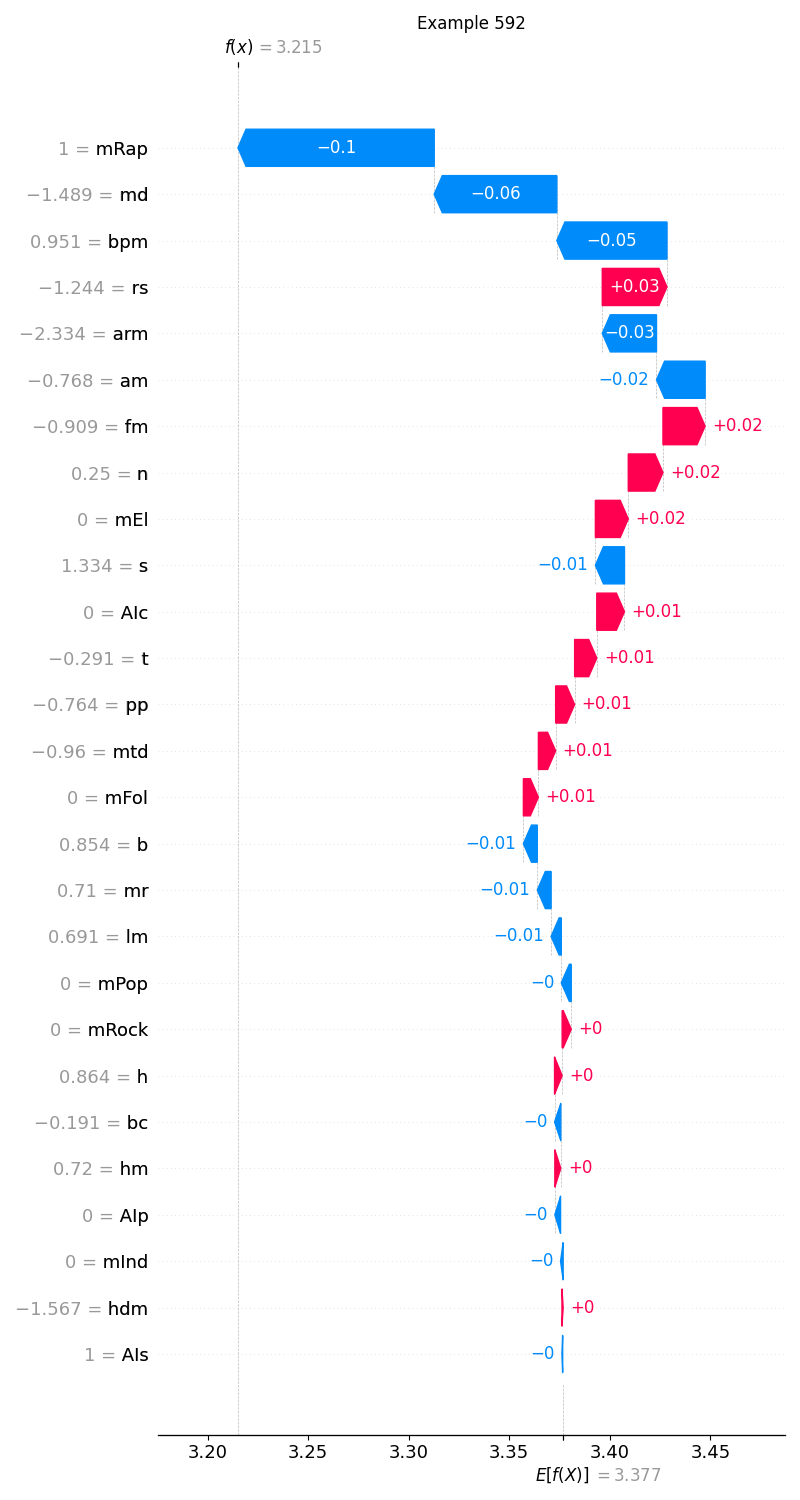 Example 592
f(x) = 3.215
1 = mRap −0.1
−1.489 = md −0.06
0.951 = bpm −0.05
−1.244 = rs +0.03
−2.334 = arm −0.03
−0.768 = am −0.02
−0.909 = fm +0.02
0.25 = n +0.02
0 = mEl +0.02
1.334 = s −0.01
0 = AIc +0.01
−0.291 = t +0.01
−0.764 = pp +0.01
−0.96 = mtd +0.01
0 = mFol +0.01
0.854 = b −0.01
0.71 = mr −0.01
0.691 = lm −0.01
0 = mPop −0
0 = mRock +0
0.864 = h +0
−0.191 = bc −0
0.72 = hm +0
0 = AIp −0
0 = mInd −0
−1.567 = hdm +0
1 = AIs −0
3.20 3.25 3.30 3.35 3.40 3.45
E[f(X)] = 3.377